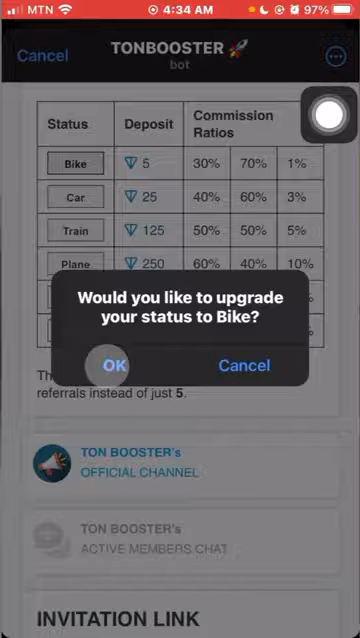 MTN 4:34 AM 97%
Cancel TONBOOSTER 🚀
bot
Status Deposit Commission Ratios
Bike 5 30% 70% 1%
Car 25 40% 60% 3%
Train 125 50% 50% 5%
Plane 250 60% 40% 10%
Would you like to upgrade
your status to Bike?
OK Cancel
referrals instead of just 5.
TON BOOSTER's
OFFICIAL CHANNEL
TON BOOSTER's
ACTIVE MEMBERS CHAT
INVITATION LINK